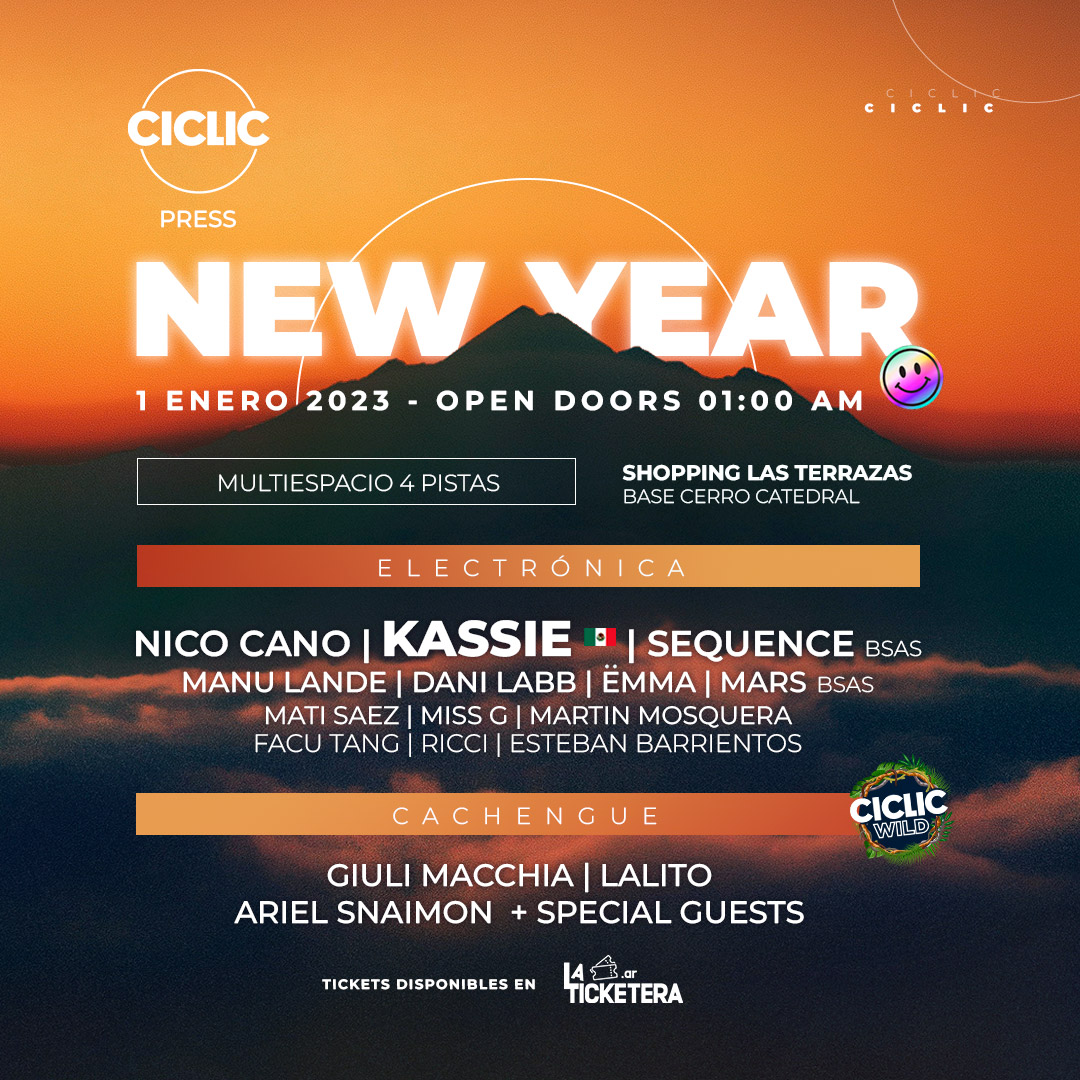 CICLIC
PRESS
CICLIC
CICLIC
NEW YEAR
1 ENERO 2023 - OPEN DOORS 01:00 AM
MULTIESPACIO 4 PISTAS
SHOPPING LAS TERRAZAS
BASE CERRO CATEDRAL
ELECTRÓNICA
NICO CANO | KASSIE | SEQUENCE BSAS
MANU LANDE | DANI LABB | ËMMA | MARS BSAS
MATI SAEZ | MISS G | MARTIN MOSQUERA
FACU TANG | RICCI | ESTEBAN BARRIENTOS
CACHENGUE
CICLIC
WILD
GIULI MACCHIA | LALITO
ARIEL SNAIMON + SPECIAL GUESTS
TICKETS DISPONIBLES EN
LA .ar
TICKETERA